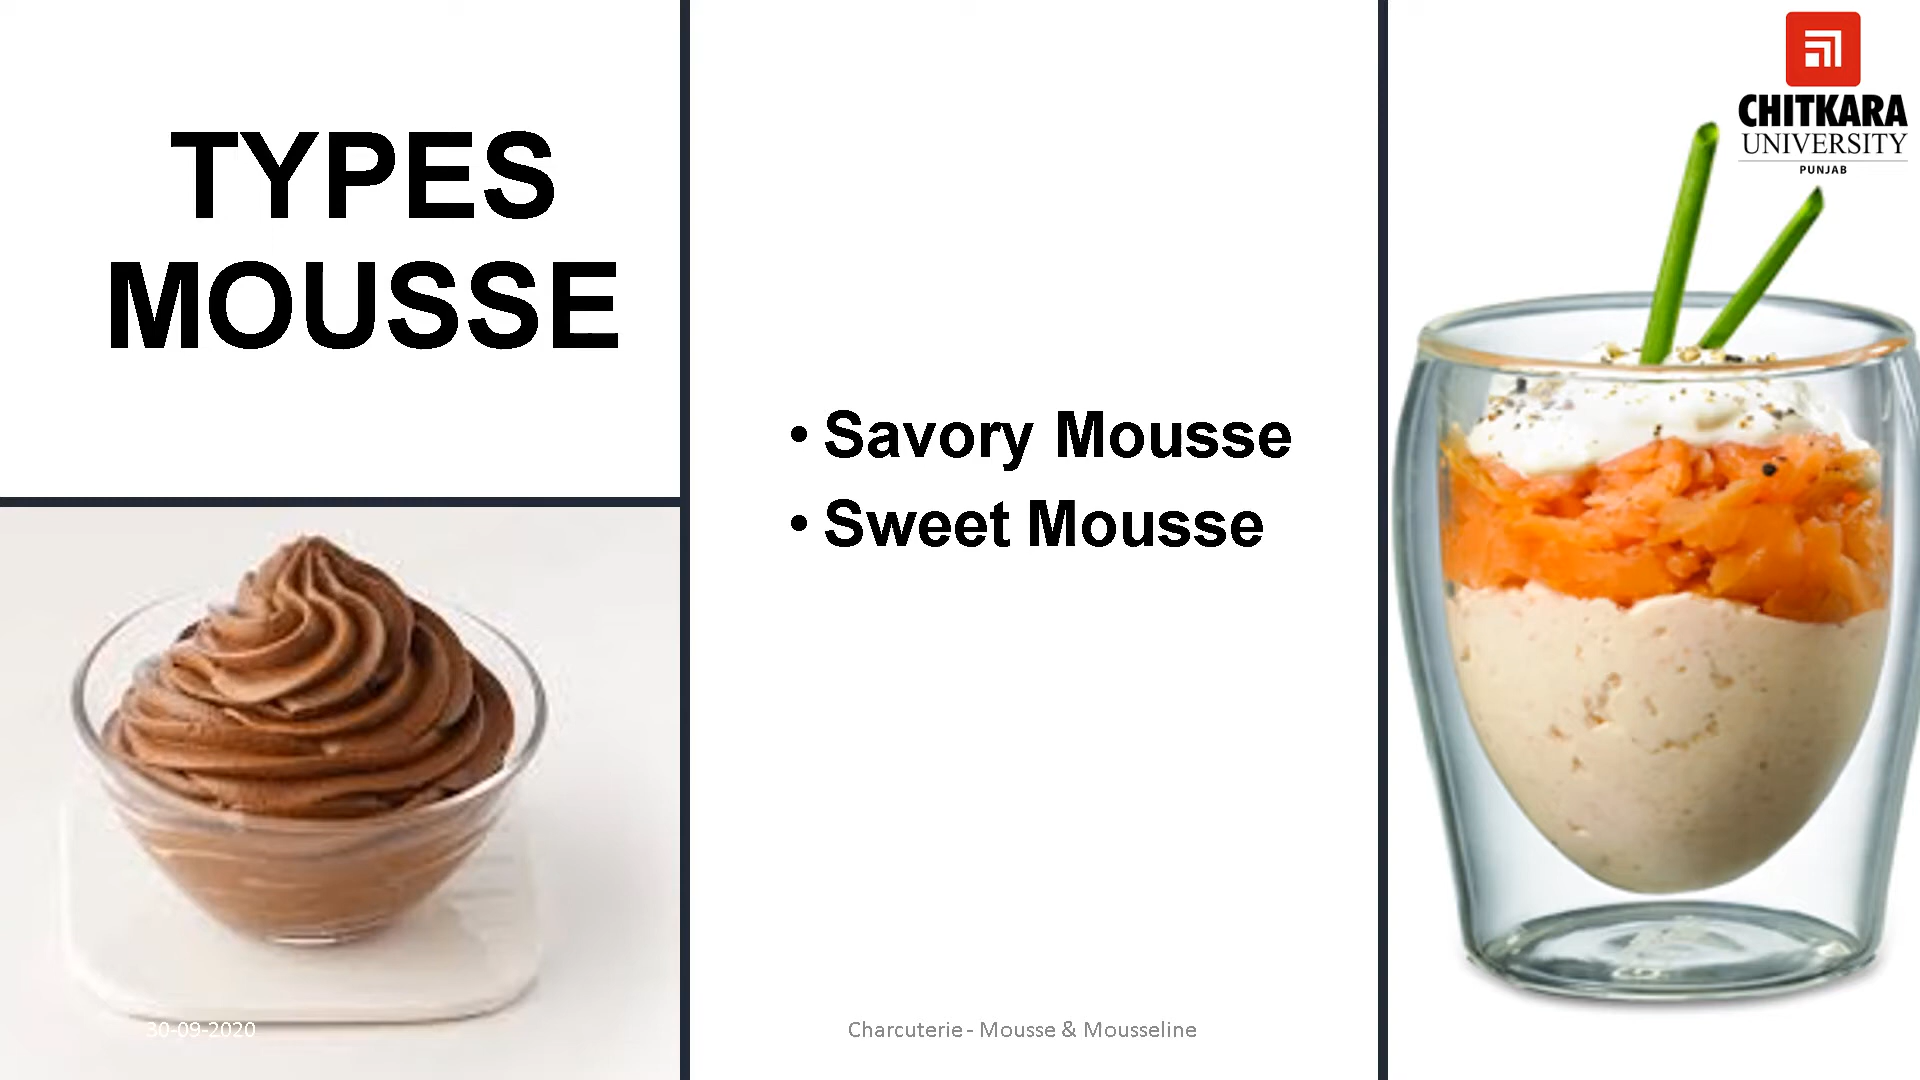 TYPES
MOUSSE
• Savory Mousse
• Sweet Mousse
CHITKARA
UNIVERSITY
PUNJAB
30-09-2020
Charcuterie - Mousse & Mousseline